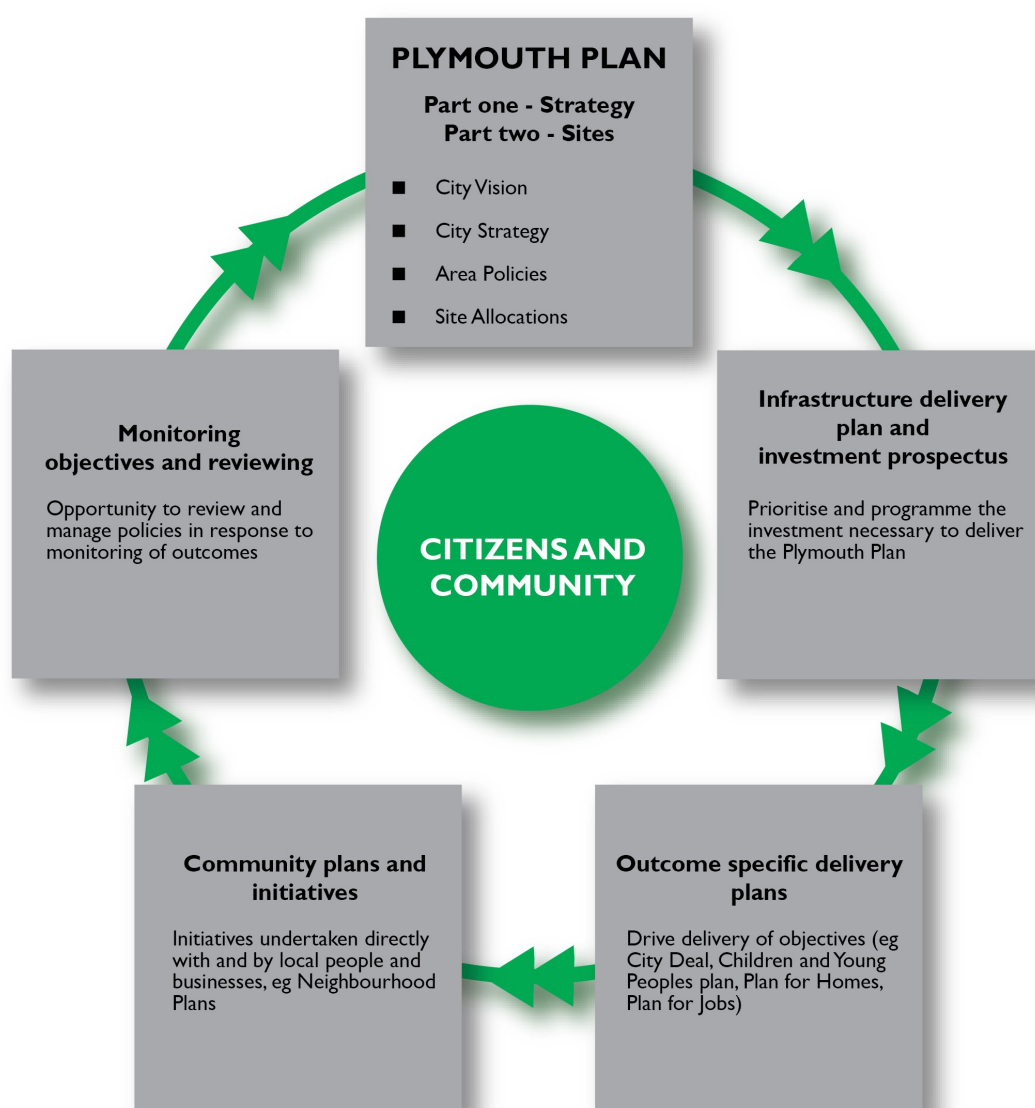 PLYMOUTH PLAN
Part one - Strategy
Part two - Sites
■ City Vision
■ City Strategy
■ Area Policies
■ Site Allocations
Infrastructure delivery
plan and
investment prospectus
Prioritise and programme the
investment necessary to deliver
the Plymouth Plan
Outcome specific delivery
plans
Drive delivery of objectives (eg
City Deal, Children and Young
Peoples plan, Plan for Homes,
Plan for Jobs)
Community plans and
initiatives
Initiatives undertaken directly
with and by local people and
businesses, eg Neighbourhood
Plans
Monitoring
objectives and reviewing
Opportunity to review and
manage policies in response to
monitoring of outcomes
CITIZENS AND
COMMUNITY